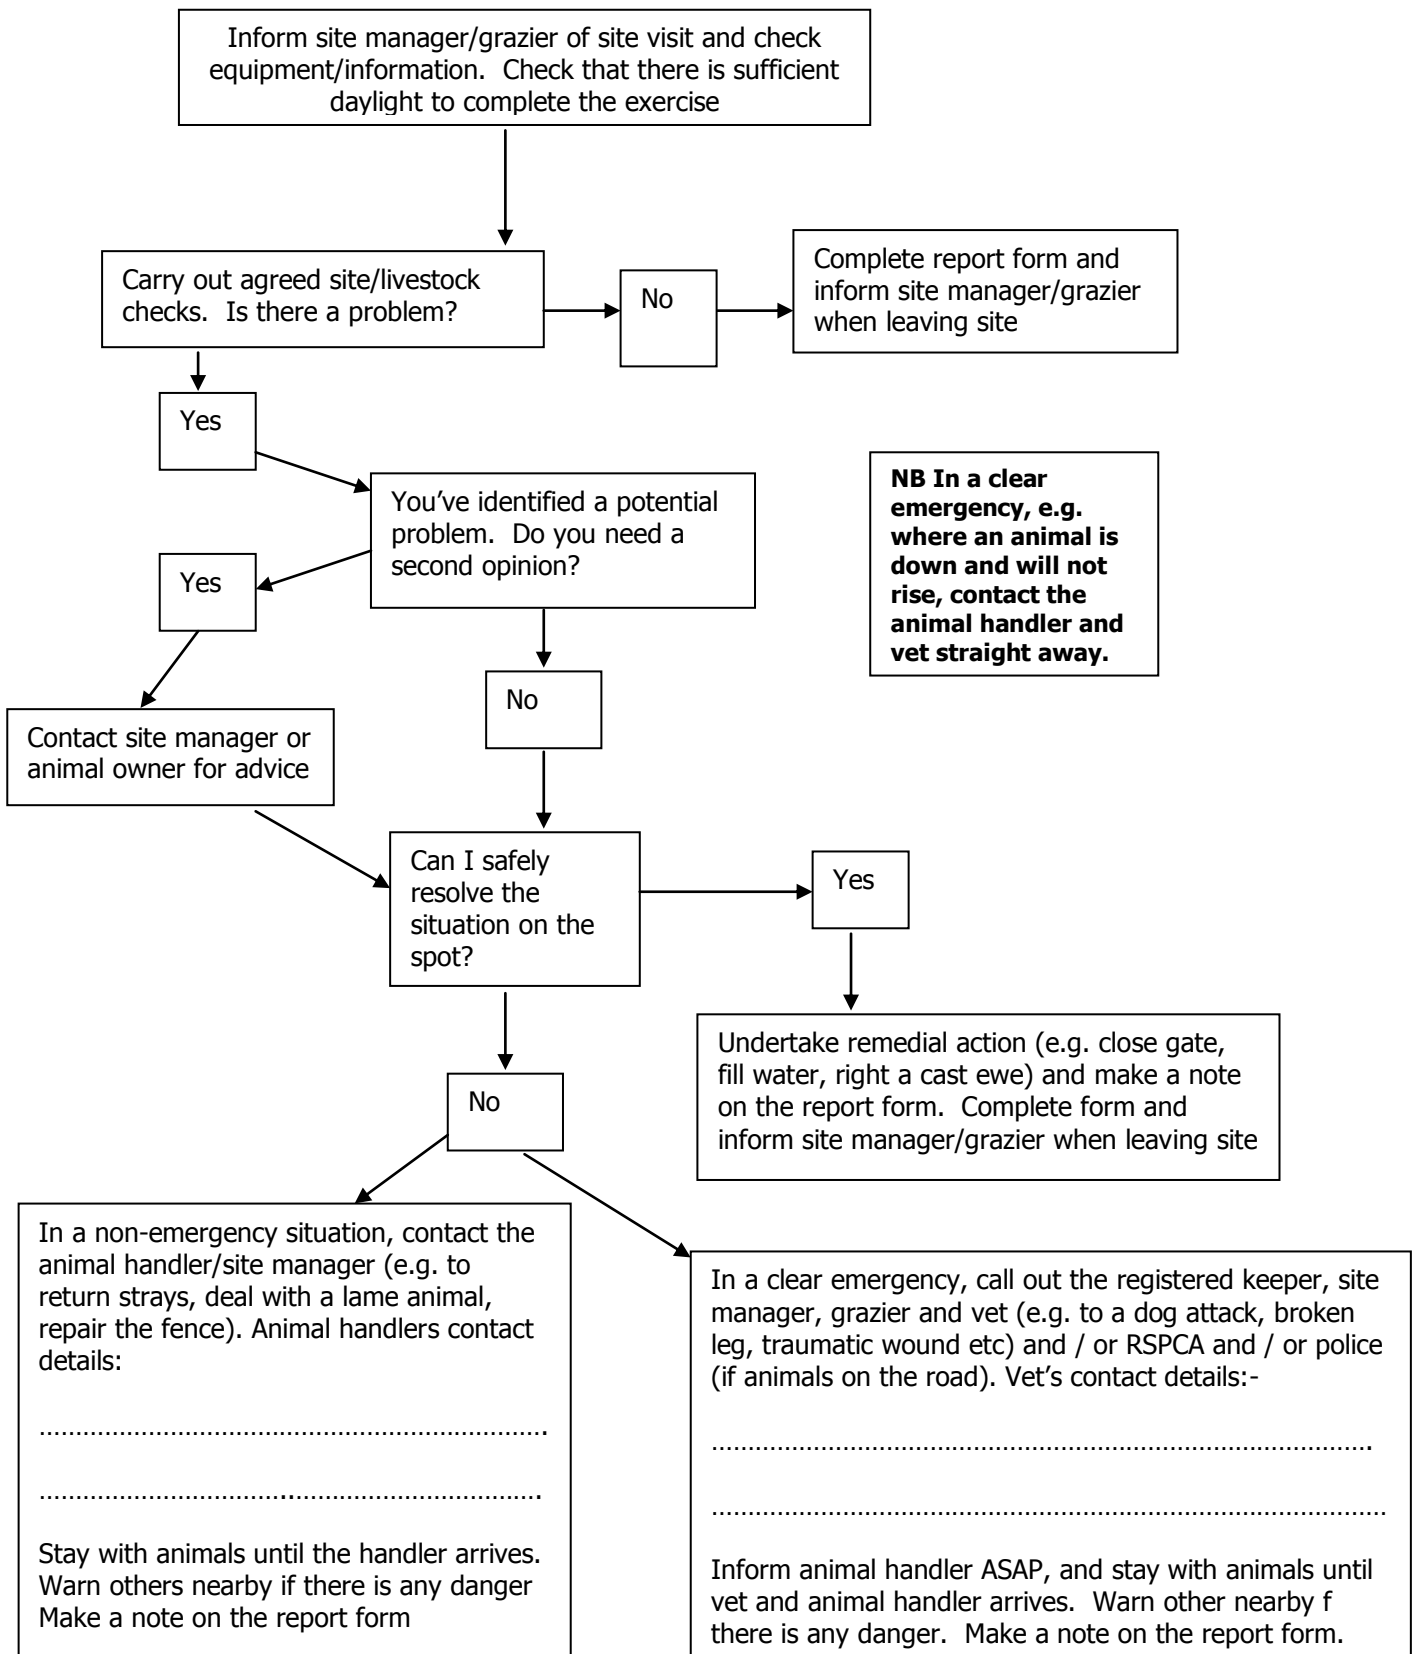 Inform site manager/grazier of site visit and check
equipment/information.  Check that there is sufficient
daylight to complete the exercise
Carry out agreed site/livestock
checks.  Is there a problem?
No
Complete report form and
inform site manager/grazier
when leaving site
Yes
You've identified a potential
problem.  Do you need a
second opinion?
NB In a clear
emergency, e.g.
where an animal is
down and will not
rise, contact the
animal handler and
vet straight away.
Yes
No
Contact site manager or
animal owner for advice
Can I safely
resolve the
situation on the
spot?
Yes
Undertake remedial action (e.g. close gate,
fill water, right a cast ewe) and make a note
on the report form.  Complete form and
inform site manager/grazier when leaving site
No
In a non-emergency situation, contact the
animal handler/site manager (e.g. to
return strays, deal with a lame animal,
repair the fence). Animal handlers contact
details:
…………………………………………………………….
……………………………..…………………………….
Stay with animals until the handler arrives.
Warn others nearby if there is any danger
Make a note on the report form
In a clear emergency, call out the registered keeper, site
manager, grazier and vet (e.g. to a dog attack, broken
leg, traumatic wound etc) and / or RSPCA and / or police
(if animals on the road). Vet's contact details:-
……………………………………………………………………………….
…………………………………………………………………………………
Inform animal handler ASAP, and stay with animals until
vet and animal handler arrives.  Warn other nearby f
there is any danger.  Make a note on the report form.